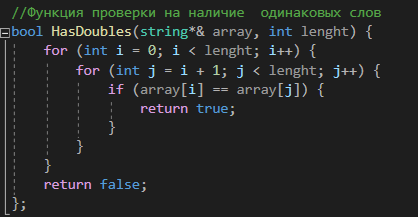 //Функция проверки на наличие  одинаковых слов
bool HasDoubles(string*& array, int lenght) {
    for (int i = 0; i < lenght; i++) {
        for (int j = i + 1; j < lenght; j++) {
            if (array[i] == array[j]) {
                return true;
            }
        }
    }
    return false;
};